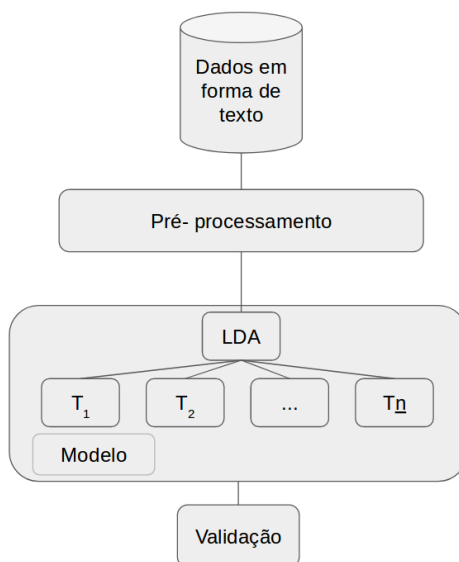 Dados em
forma de
texto
Pré- processamento
LDA
T1
T2
...
Tn
Modelo
Validação